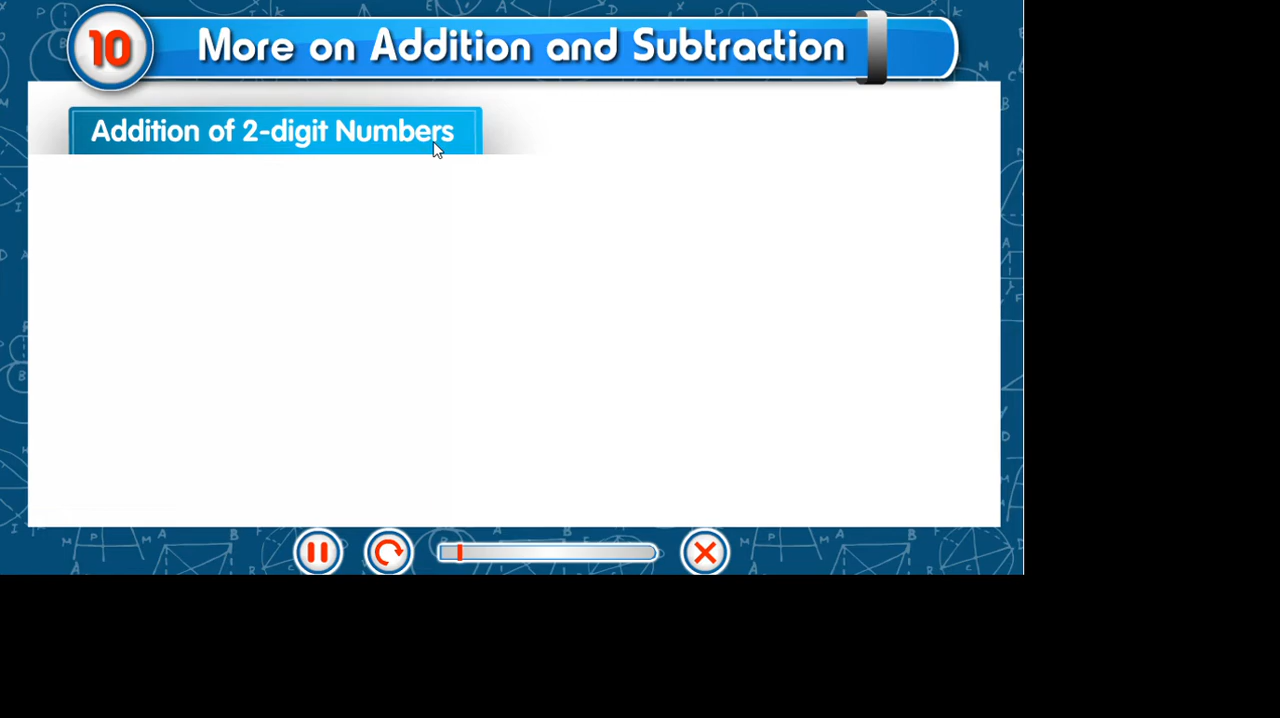 10 More on Addition and Subtraction
Addition of 2-digit Numbers